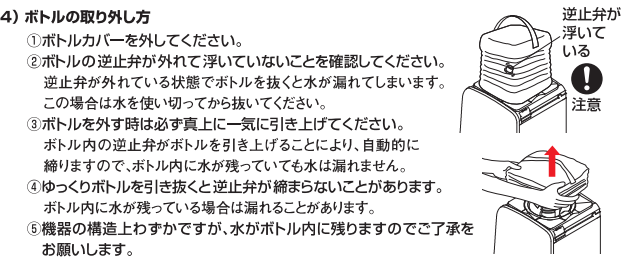 4）ボトルの取り外し方
①ボトルカバーを外してください。
②ボトルの逆止弁が外れて浮いていないことを確認してください。
逆止弁が外れている状態でボトルを抜くと水が漏れてしまいます。
この場合は水を使い切ってから抜いてください。
③ボトルを外す時は必ず真上に一気に引き上げてください。
ボトル内の逆止弁がボトルを引き上げることにより、自動的に
締りますので、ボトル内に水が残っていても水は漏れません。
④ゆっくりボトルを引き抜くと逆止弁が締まらないことがあります。
ボトル内に水が残っている場合は漏れることがあります。
⑤機器の構造上わずかですが、水がボトル内に残りますのでご了承を
お願いします。
逆止弁が
浮いて
いる
注意